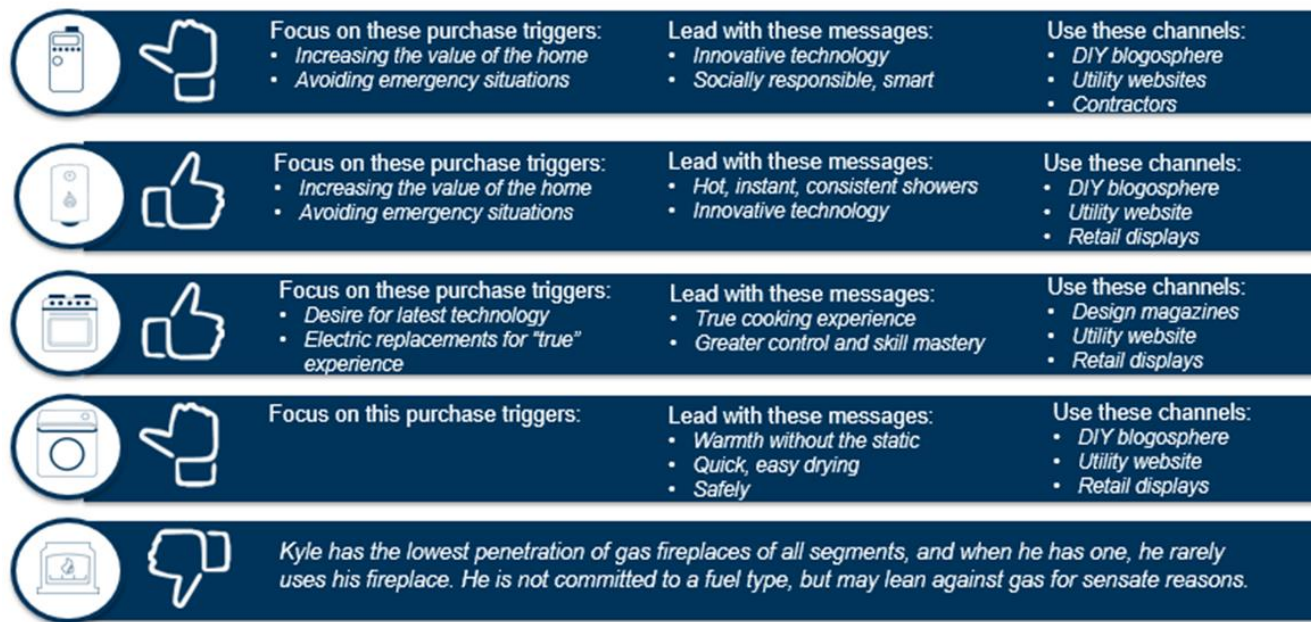 Focus on these purchase triggers:
• Increasing the value of the home
• Avoiding emergency situations
Lead with these messages:
• Innovative technology
• Socially responsible, smart
Use these channels:
• DIY blogosphere
• Utility websites
• Contractors
Focus on these purchase triggers:
• Increasing the value of the home
• Avoiding emergency situations
Lead with these messages:
• Hot, instant, consistent showers
• Innovative technology
Use these channels:
• DIY blogosphere
• Utility website
• Retail displays
Focus on these purchase triggers:
• Desire for latest technology
• Electric replacements for "true"
experience
Lead with these messages:
• True cooking experience
• Greater control and skill mastery
Use these channels:
• Design magazines
• Utility website
• Retail displays
Focus on this purchase triggers:
Lead with these messages:
• Warmth without the static
• Quick, easy drying
• Safely
Use these channels:
• DIY blogosphere
• Utility website
• Retail displays
Kyle has the lowest penetration of gas fireplaces of all segments, and when he has one, he rarely
uses his fireplace. He is not committed to a fuel type, but may lean against gas for sensate reasons.